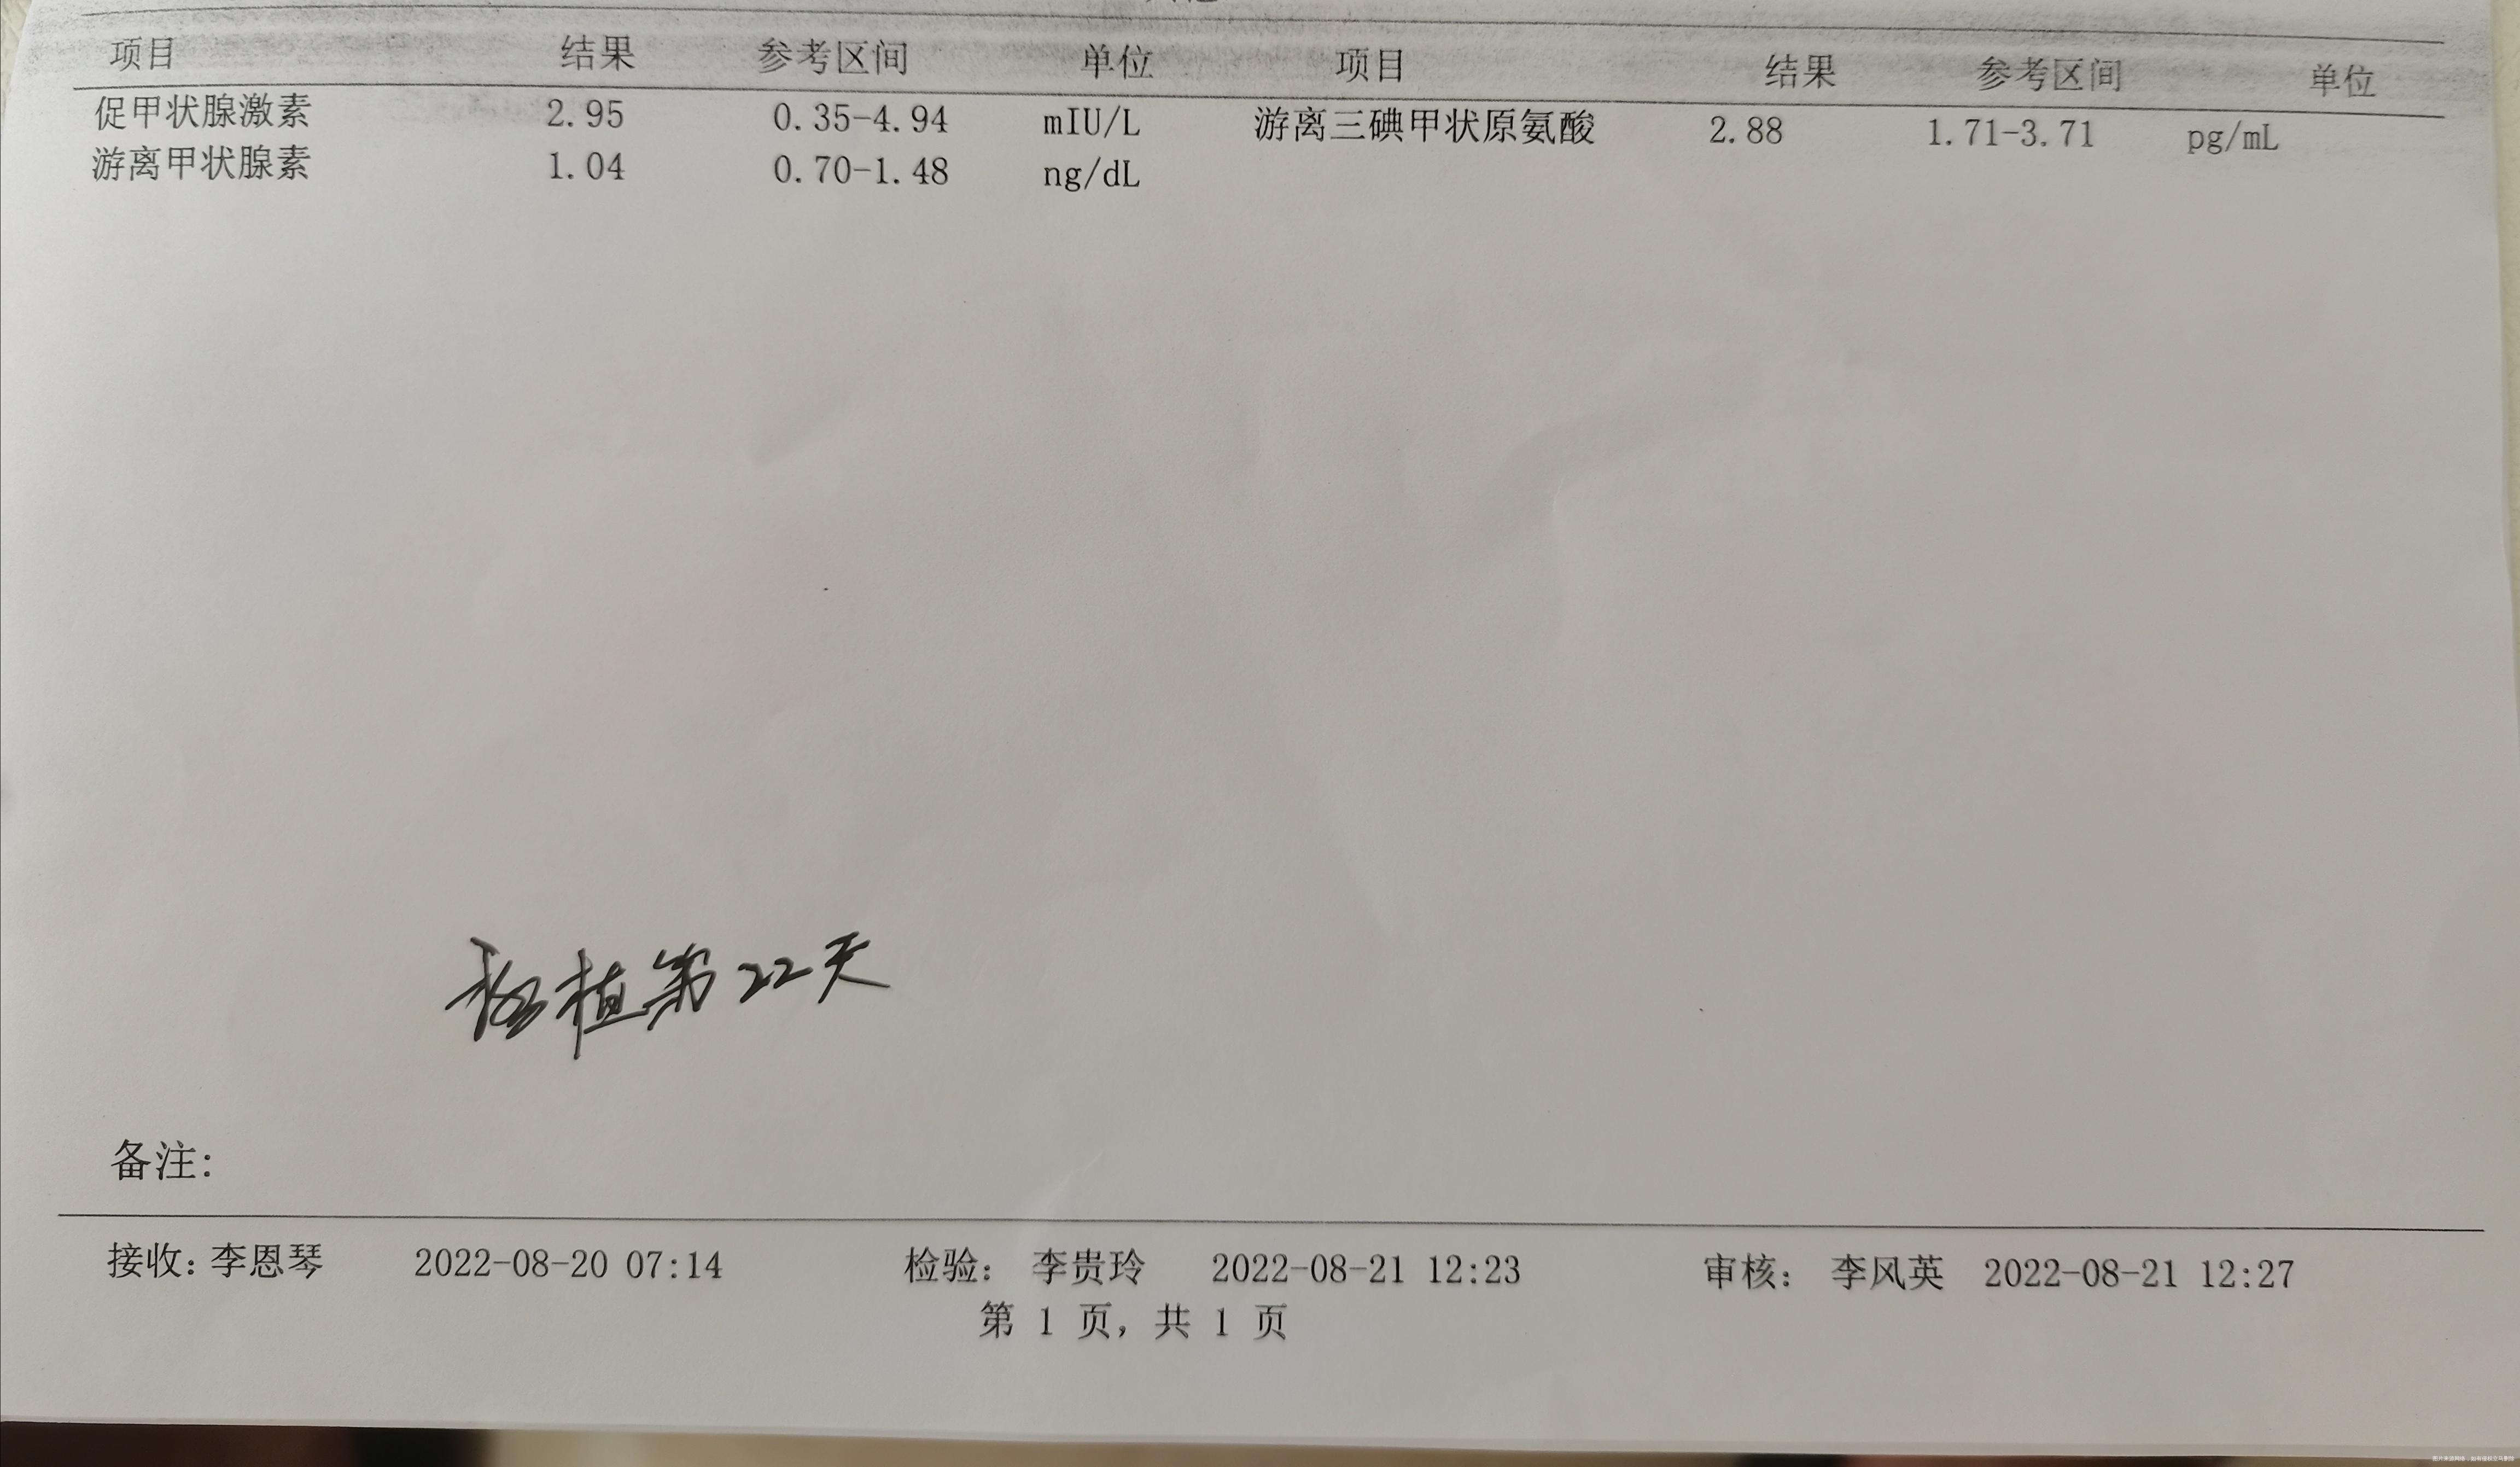 项目 结果 参考区间 单位 项目 结果 参考区间 单位
促甲状腺激素 2.95 0.35-4.94 mIU/L 游离三碘甲状原氨酸 2.88 1.71-3.71 pg/mL
游离甲状腺素 1.04 0.70-1.48 ng/dL
移植第22天
备注:
接收: 李恩琴 2022-08-20 07:14 检验: 李贵玲 2022-08-21 12:23 审核: 李风英 2022-08-21 12:27
第 1 页, 共 1 页